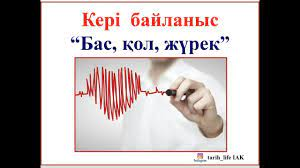 Кері байланыс
“Бас, қол, жүрек”
tarih_life IAK